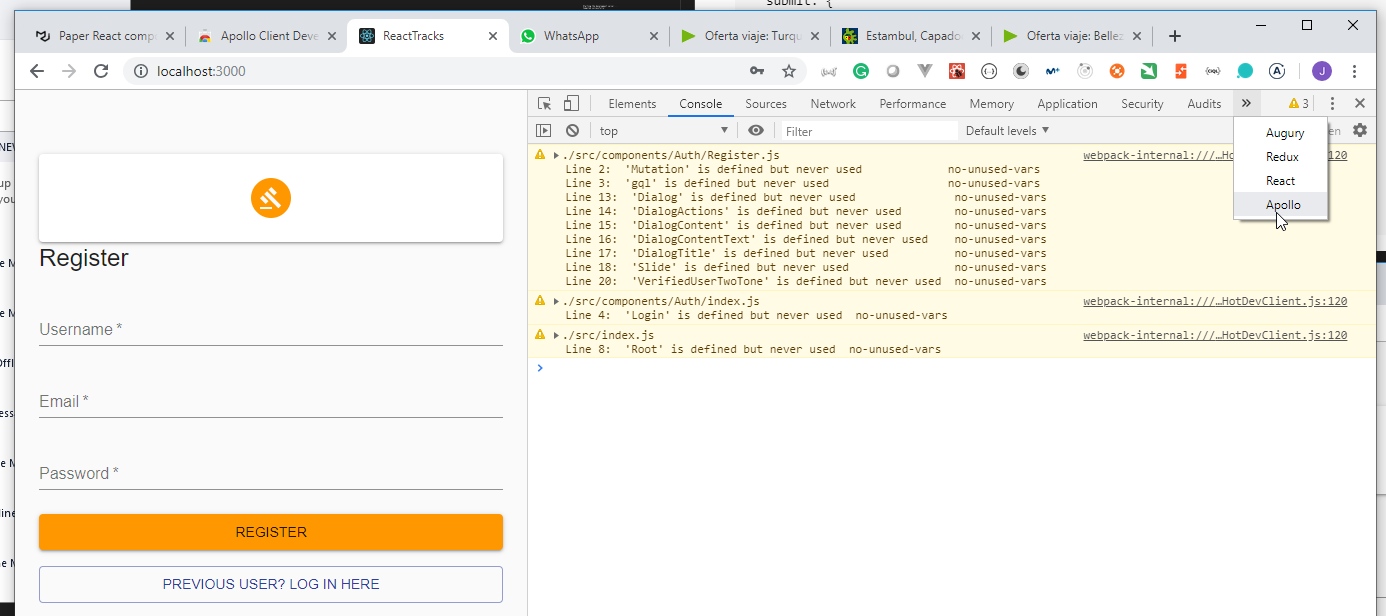 submit: {
Paper React comp
Apollo Client Deve
ReactTracks
WhatsApp
Oferta viaje: Turqu
Estambul, Capado
Oferta viaje: Bellez
localhost:3000
J
Elements
Console
Sources
Network
Performance
Memory
Application
Security
Audits
3
top
Filter
Default levels
Augury
Redux
React
Apollo
./src/components/Auth/Register.js
webpack-internal:///…Ho
120
Line 2: 'Mutation' is defined but never used no-unused-vars
Line 3: 'gql' is defined but never used no-unused-vars
Line 13: 'Dialog' is defined but never used no-unused-vars
Line 14: 'DialogActions' is defined but never used no-unused-vars
Line 15: 'DialogContent' is defined but never used no-unused-vars
Line 16: 'DialogContentText' is defined but never used no-unused-vars
Line 17: 'DialogTitle' is defined but never used no-unused-vars
Line 18: 'Slide' is defined but never used no-unused-vars
Line 20: 'VerifiedUserTwoTone' is defined but never used no-unused-vars
./src/components/Auth/index.js
webpack-internal:///…HotDevClient.js:120
Line 4: 'Login' is defined but never used no-unused-vars
./src/index.js
webpack-internal:///…HotDevClient.js:120
Line 8: 'Root' is defined but never used no-unused-vars
Register
Username *
Email *
Password *
REGISTER
PREVIOUS USER? LOG IN HERE